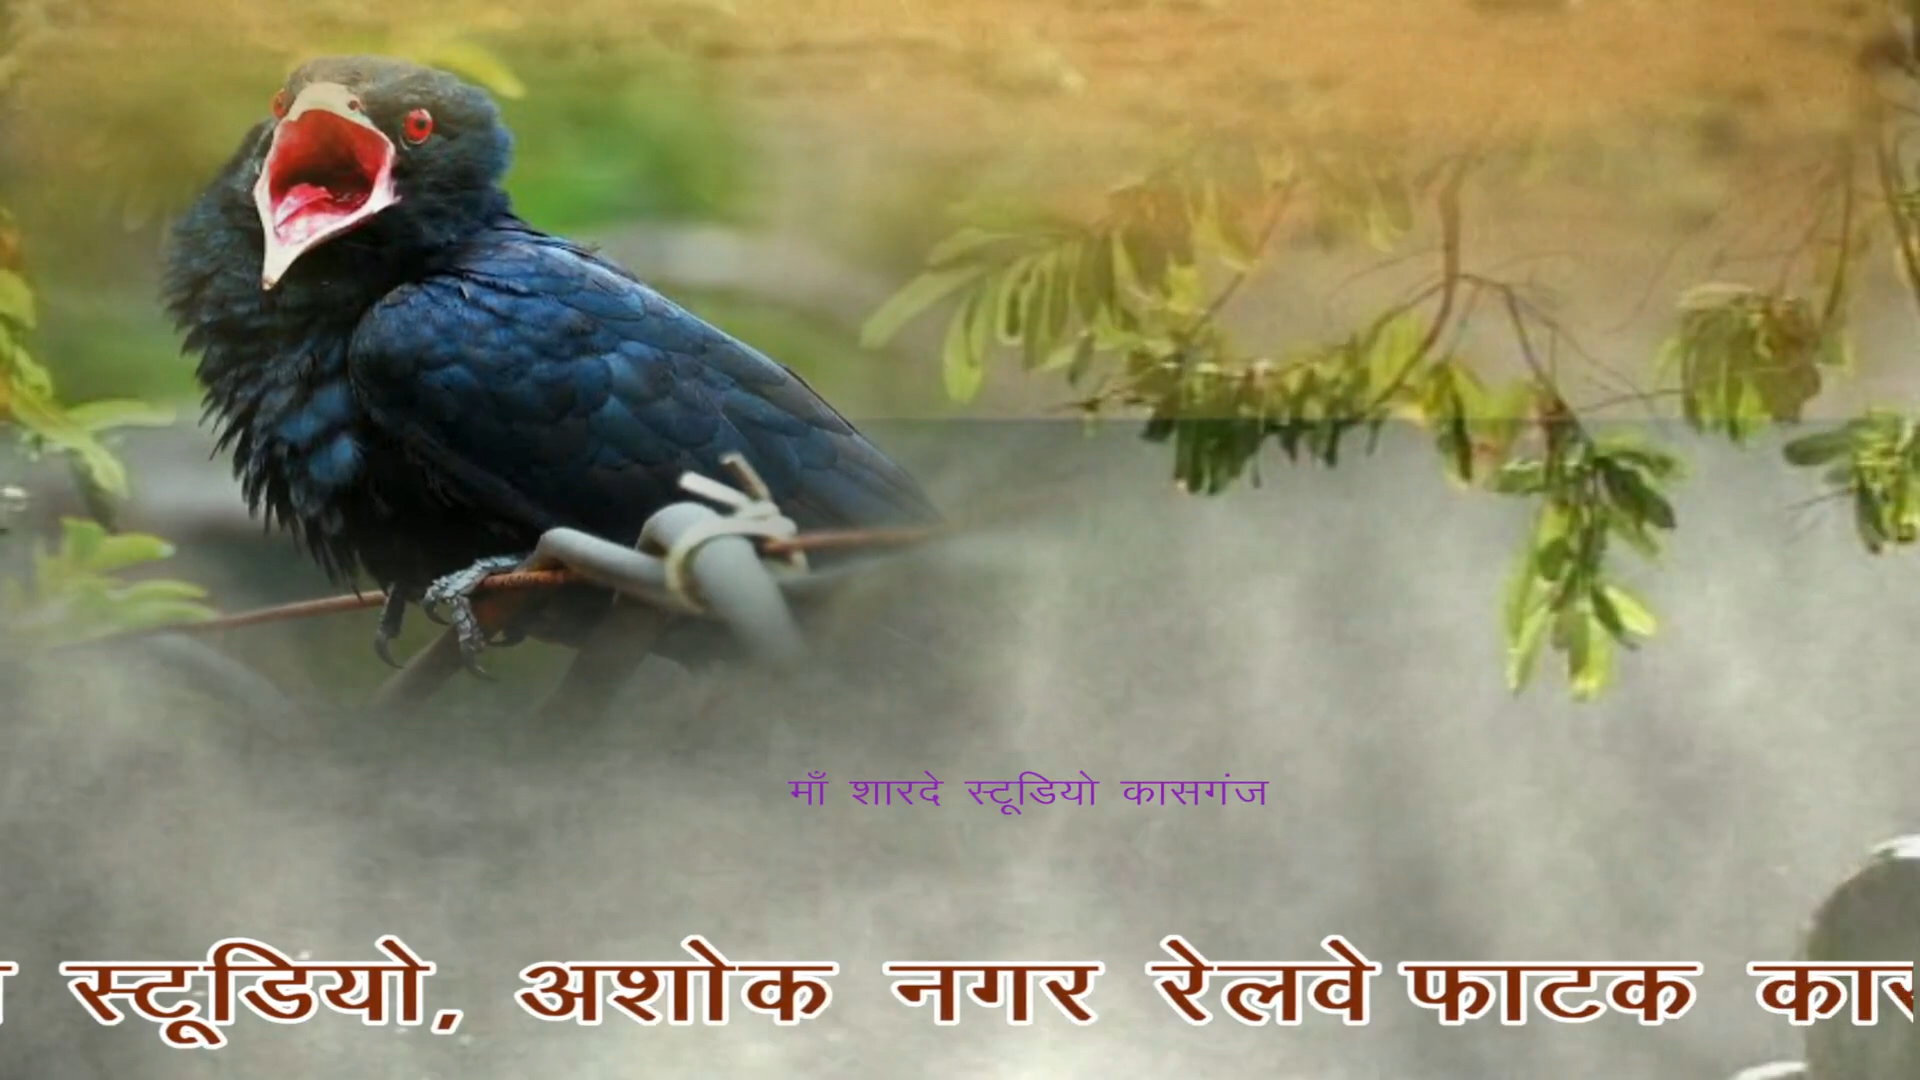 माँ शारदे स्टूडियो कासगंज
स्टूडियो, अशोक नगर रेलवे फाटक